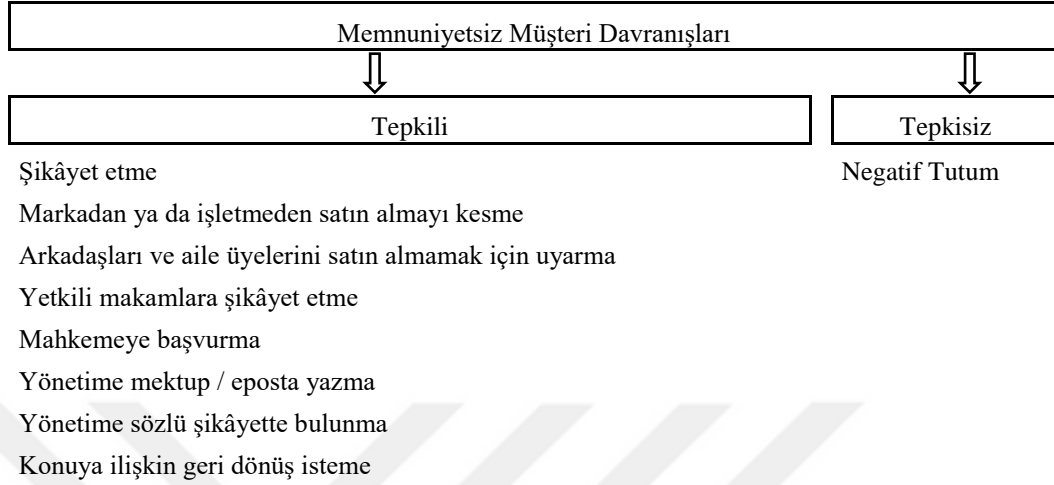 Memnuniyetsiz Müşteri Davranışları
Tepkili
Tepkisiz
Şikâyet etme
Negatif Tutum
Markadan ya da işletmeden satın almayı kesme
Arkadaşları ve aile üyelerini satın almamak için uyarma
Yetkili makamlara şikâyet etme
Mahkemeye başvurma
Yönetime mektup / eposta yazma
Yönetime sözlü şikâyette bulunma
Konuya ilişkin geri dönüş isteme